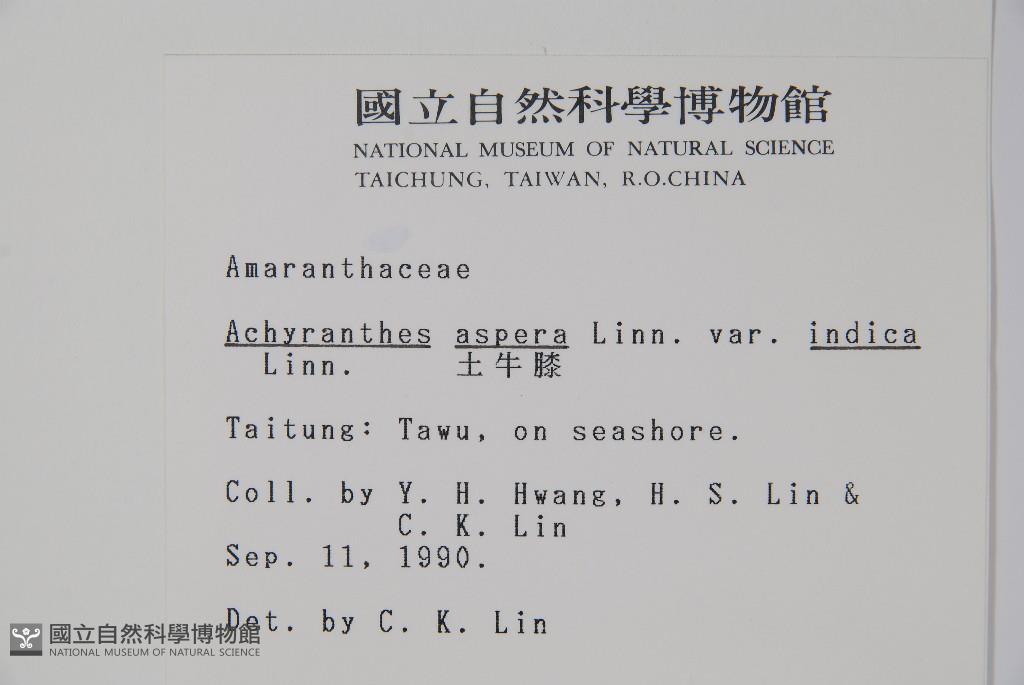 國立自然科學博物館
NATIONAL MUSEUM OF NATURAL SCIENCE
TAICHUNG, TAIWAN, R.O.CHINA
Amaranthaceae
Achyranthes aspera Linn. var. indica
Linn. 土牛膝
Taitung: Tawu, on seashore.
Coll. by Y. H. Hwang, H. S. Lin &
C. K. Lin
Sep. 11, 1990.
Det. by C. K. Lin
國立自然科學博物館
NATIONAL MUSEUM OF NATURAL SCIENCE